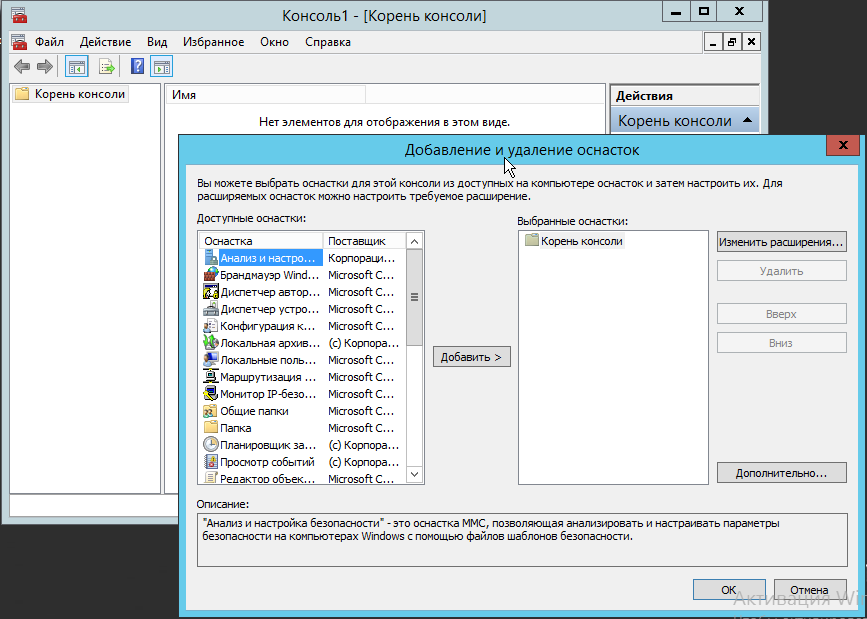 Консоль1 - [Корень консоли]
Файл Действие Вид Избранное Окно Справка
Корень консоли
Имя
Нет элементов для отображения в этом виде.
Действия
Корень консоли
Добавление и удаление оснасток
Вы можете выбрать оснастки для этой консоли из доступных на компьютере оснасток и затем настроить их. Для
расширяемых оснасток можно настроить требуемое расширение.
Доступные оснастки:
Оснастка Поставщик
Анализ и настро... Корпораци...
Брандмауэр Wind... Microsoft C...
Диспетчер автор... Microsoft C...
Диспетчер устро... Microsoft C...
Конфигурация к... Microsoft C...
Локальная архив... (c) Корпора...
Локальные поль... Microsoft C...
Маршрутизация ... Microsoft C...
Монитор IP-безо... Microsoft C...
Общие папки Microsoft C...
Папка Microsoft C...
Планировщик за... (c) Корпора...
Просмотр событий (c) Корпора...
Редактор объек... Microsoft C...
Добавить >
Выбранные оснастки:
Корень консоли
Изменить расширения...
Удалить
Вверх
Вниз
Дополнительно...
Описание:
"Анализ и настройка безопасности" - это оснастка MMC, позволяющая анализировать и настраивать параметры
безопасности на компьютерах Windows с помощью файлов шаблонов безопасности.
ОК Отмена
Активация Wi